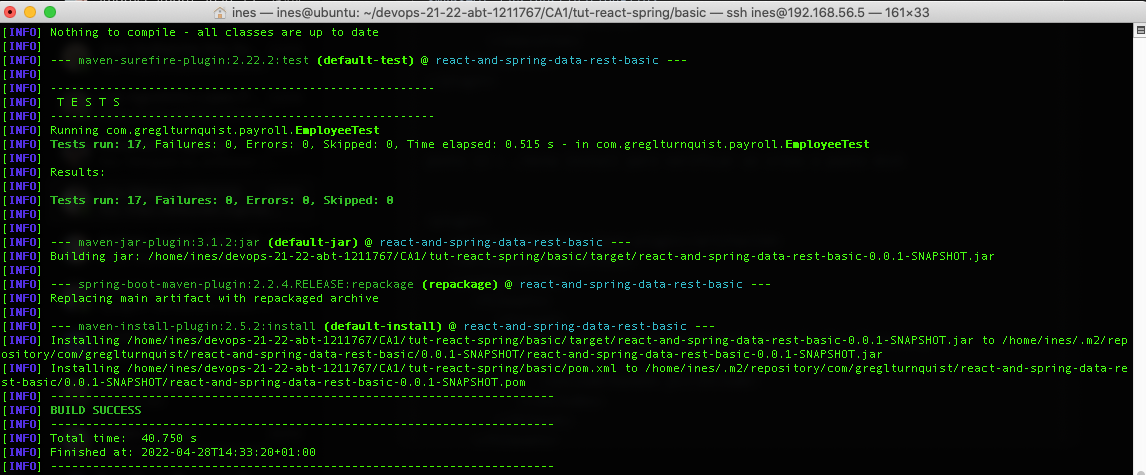 ines — ines@ubuntu: ~/devops-21-22-abt-1211767/CA1/tut-react-spring/basic — ssh ines@192.168.56.5 — 161×33
[INFO] Nothing to compile - all classes are up to date
[INFO]
[INFO] --- maven-surefire-plugin:2.22.2:test (default-test) @ react-and-spring-data-rest-basic ---
[INFO]
[INFO] -------------------------------------------------------
[INFO]  T E S T S
[INFO] -------------------------------------------------------
[INFO] Running com.greglturnquist.payroll.EmployeeTest
[INFO] Tests run: 17, Failures: 0, Errors: 0, Skipped: 0, Time elapsed: 0.515 s - in com.greglturnquist.payroll.EmployeeTest
[INFO]
[INFO] Results:
[INFO]
[INFO] Tests run: 17, Failures: 0, Errors: 0, Skipped: 0
[INFO]
[INFO]
[INFO] --- maven-jar-plugin:3.1.2:jar (default-jar) @ react-and-spring-data-rest-basic ---
[INFO] Building jar: /home/ines/devops-21-22-abt-1211767/CA1/tut-react-spring/basic/target/react-and-spring-data-rest-basic-0.0.1-SNAPSHOT.jar
[INFO]
[INFO] --- spring-boot-maven-plugin:2.2.4.RELEASE:repackage (repackage) @ react-and-spring-data-rest-basic ---
[INFO] Replacing main artifact with repackaged archive
[INFO]
[INFO] --- maven-install-plugin:2.5.2:install (default-install) @ react-and-spring-data-rest-basic ---
[INFO] Installing /home/ines/devops-21-22-abt-1211767/CA1/tut-react-spring/basic/target/react-and-spring-data-rest-basic-0.0.1-SNAPSHOT.jar to /home/ines/.m2/rep
ository/com/greglturnquist/react-and-spring-data-rest-basic/0.0.1-SNAPSHOT/react-and-spring-data-rest-basic-0.0.1-SNAPSHOT.jar
[INFO] Installing /home/ines/devops-21-22-abt-1211767/CA1/tut-react-spring/basic/pom.xml to /home/ines/.m2/repository/com/greglturnquist/react-and-spring-data-re
st-basic/0.0.1-SNAPSHOT/react-and-spring-data-rest-basic-0.0.1-SNAPSHOT.pom
[INFO] ------------------------------------------------------------------------
[INFO] BUILD SUCCESS
[INFO] ------------------------------------------------------------------------
[INFO] Total time:  40.750 s
[INFO] Finished at: 2022-04-28T14:33:20+01:00
[INFO] ------------------------------------------------------------------------